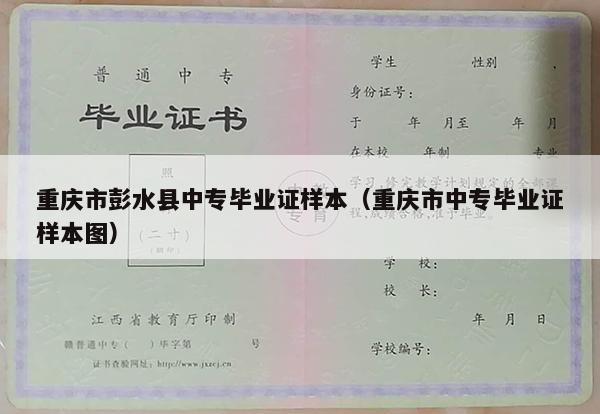 普通中专
毕业证书
照
(二寸)
江西省教育厅印制
赣普通中专( )毕字第 号
证书查验网址: http://www.jxzcj.cn
学生 性别 .
身份证号:
于 年 月至 年 月
在本校 年制 专业
学习,修完教学计划规定的全部课
程,成绩合格,准予毕业。
学 校:
校 长:
年 月 日
学校编号:
重庆市彭水县中专毕业证样本(重庆市中专毕业证
样本图)